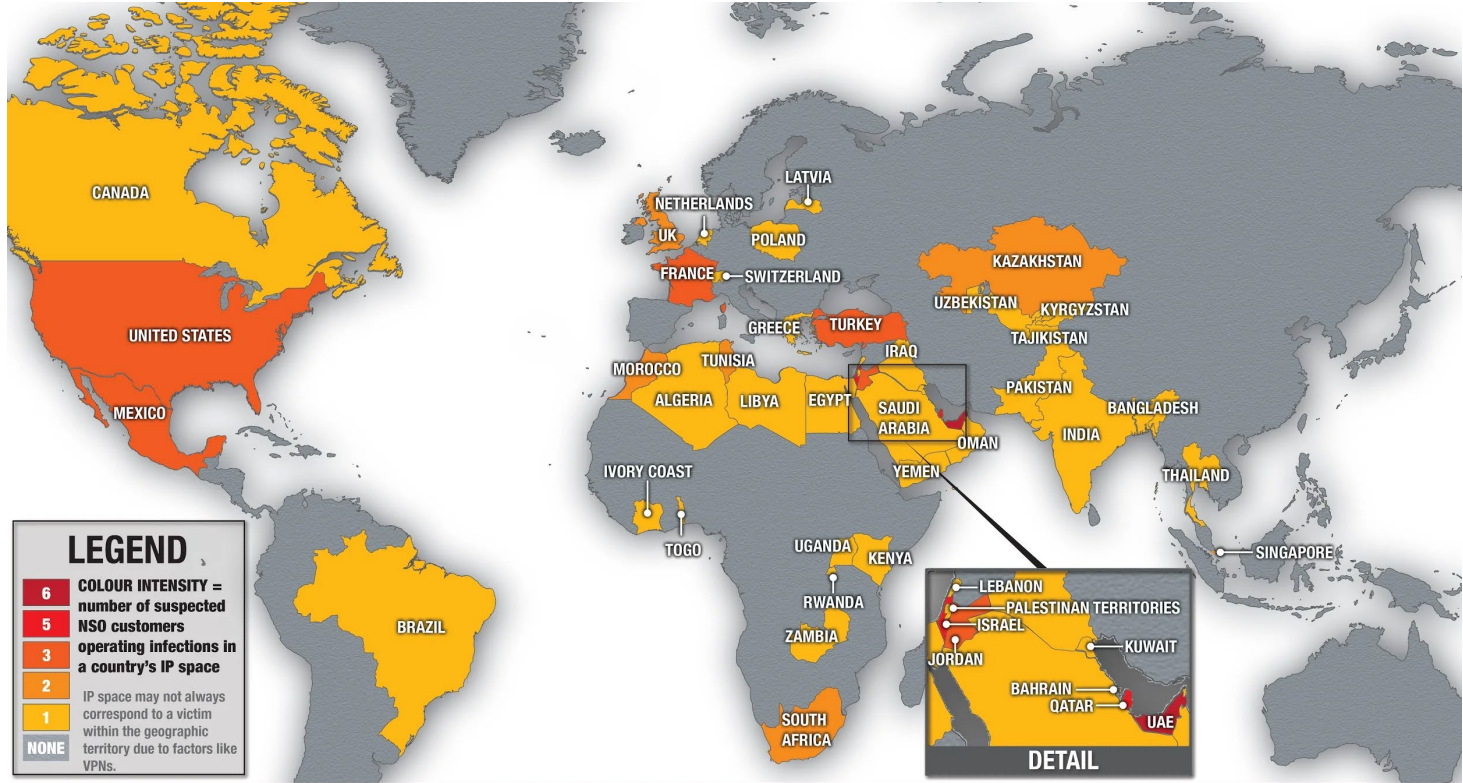 CANADA
UNITED STATES
MEXICO
BRAZIL
LATVIA
NETHERLANDS
UK
POLAND
FRANCE
SWITZERLAND
GREECE
TURKEY
KAZAKHSTAN
UZBEKISTAN
KYRGYZSTAN
TAJIKISTAN
MOROCCO
TUNISIA
ALGERIA
LIBYA
EGYPT
IRAQ
SAUDI
ARABIA
OMAN
YEMEN
PAKISTAN
INDIA
BANGLADESH
THAILAND
SINGAPORE
IVORY COAST
TOGO
UGANDA
KENYA
RWANDA
ZAMBIA
SOUTH
AFRICA
LEGEND
6
5
3
2
1
NONE
COLOUR INTENSITY =
number of suspected
NSO customers
operating infections in
a country's IP space
IP space may not always
correspond to a victim
within the geographic
territory due to factors like
VPNs.
LEBANON
PALESTINAN TERRITORIES
ISRAEL
JORDAN
KUWAIT
BAHRAIN
QATAR
UAE
DETAIL